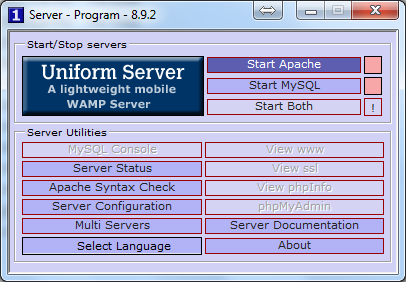 1 Server - Program - 8.9.2
Start/Stop servers
Uniform Server
A lightweight mobile
WAMP Server
Start Apache
Start MySQL
Start Both !
Server Utilities
MySQL Console View www
Server Status View ssl
Apache Syntax Check View phpInfo
Server Configuration phpMyAdmin
Multi Servers Server Documentation
Select Language About